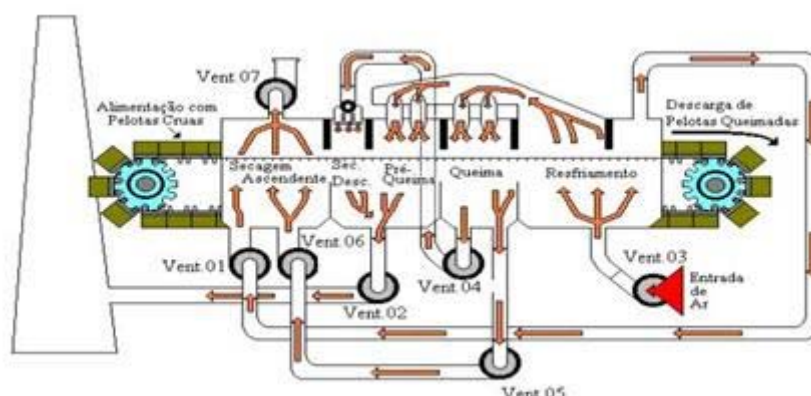 Vent.07
Alimentação com
Pelotas Cruas
Descarga de
Pelotas Queimadas
Secagem
Ascendente
Sec.
Desc.
Pré-
Queima
Queima
Resfriamento
Vent.06
Vent.01
Vent.02
Vent.04
Vent.03
Entrada
de
Ar
Vent.05